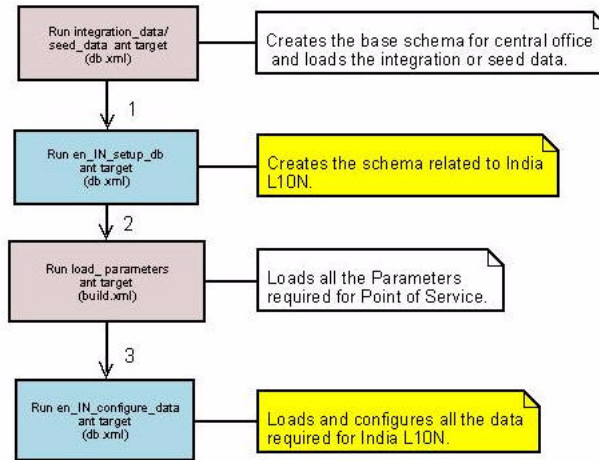 Run integration_data/
seed_data ant target
(db.xml)
Creates the base schema for central office
and loads the integration or seed data.
1
Run en_IN_setup_db
ant target
(db.xml)
Creates the schema related to India
L10N.
2
Run load_ parameters
ant target
(build.xml)
Loads all the Parameters
required for Point of Service.
3
Run en_IN_configure_data
ant target
(db.xml)
Loads and configures all the data
required for India L10N.